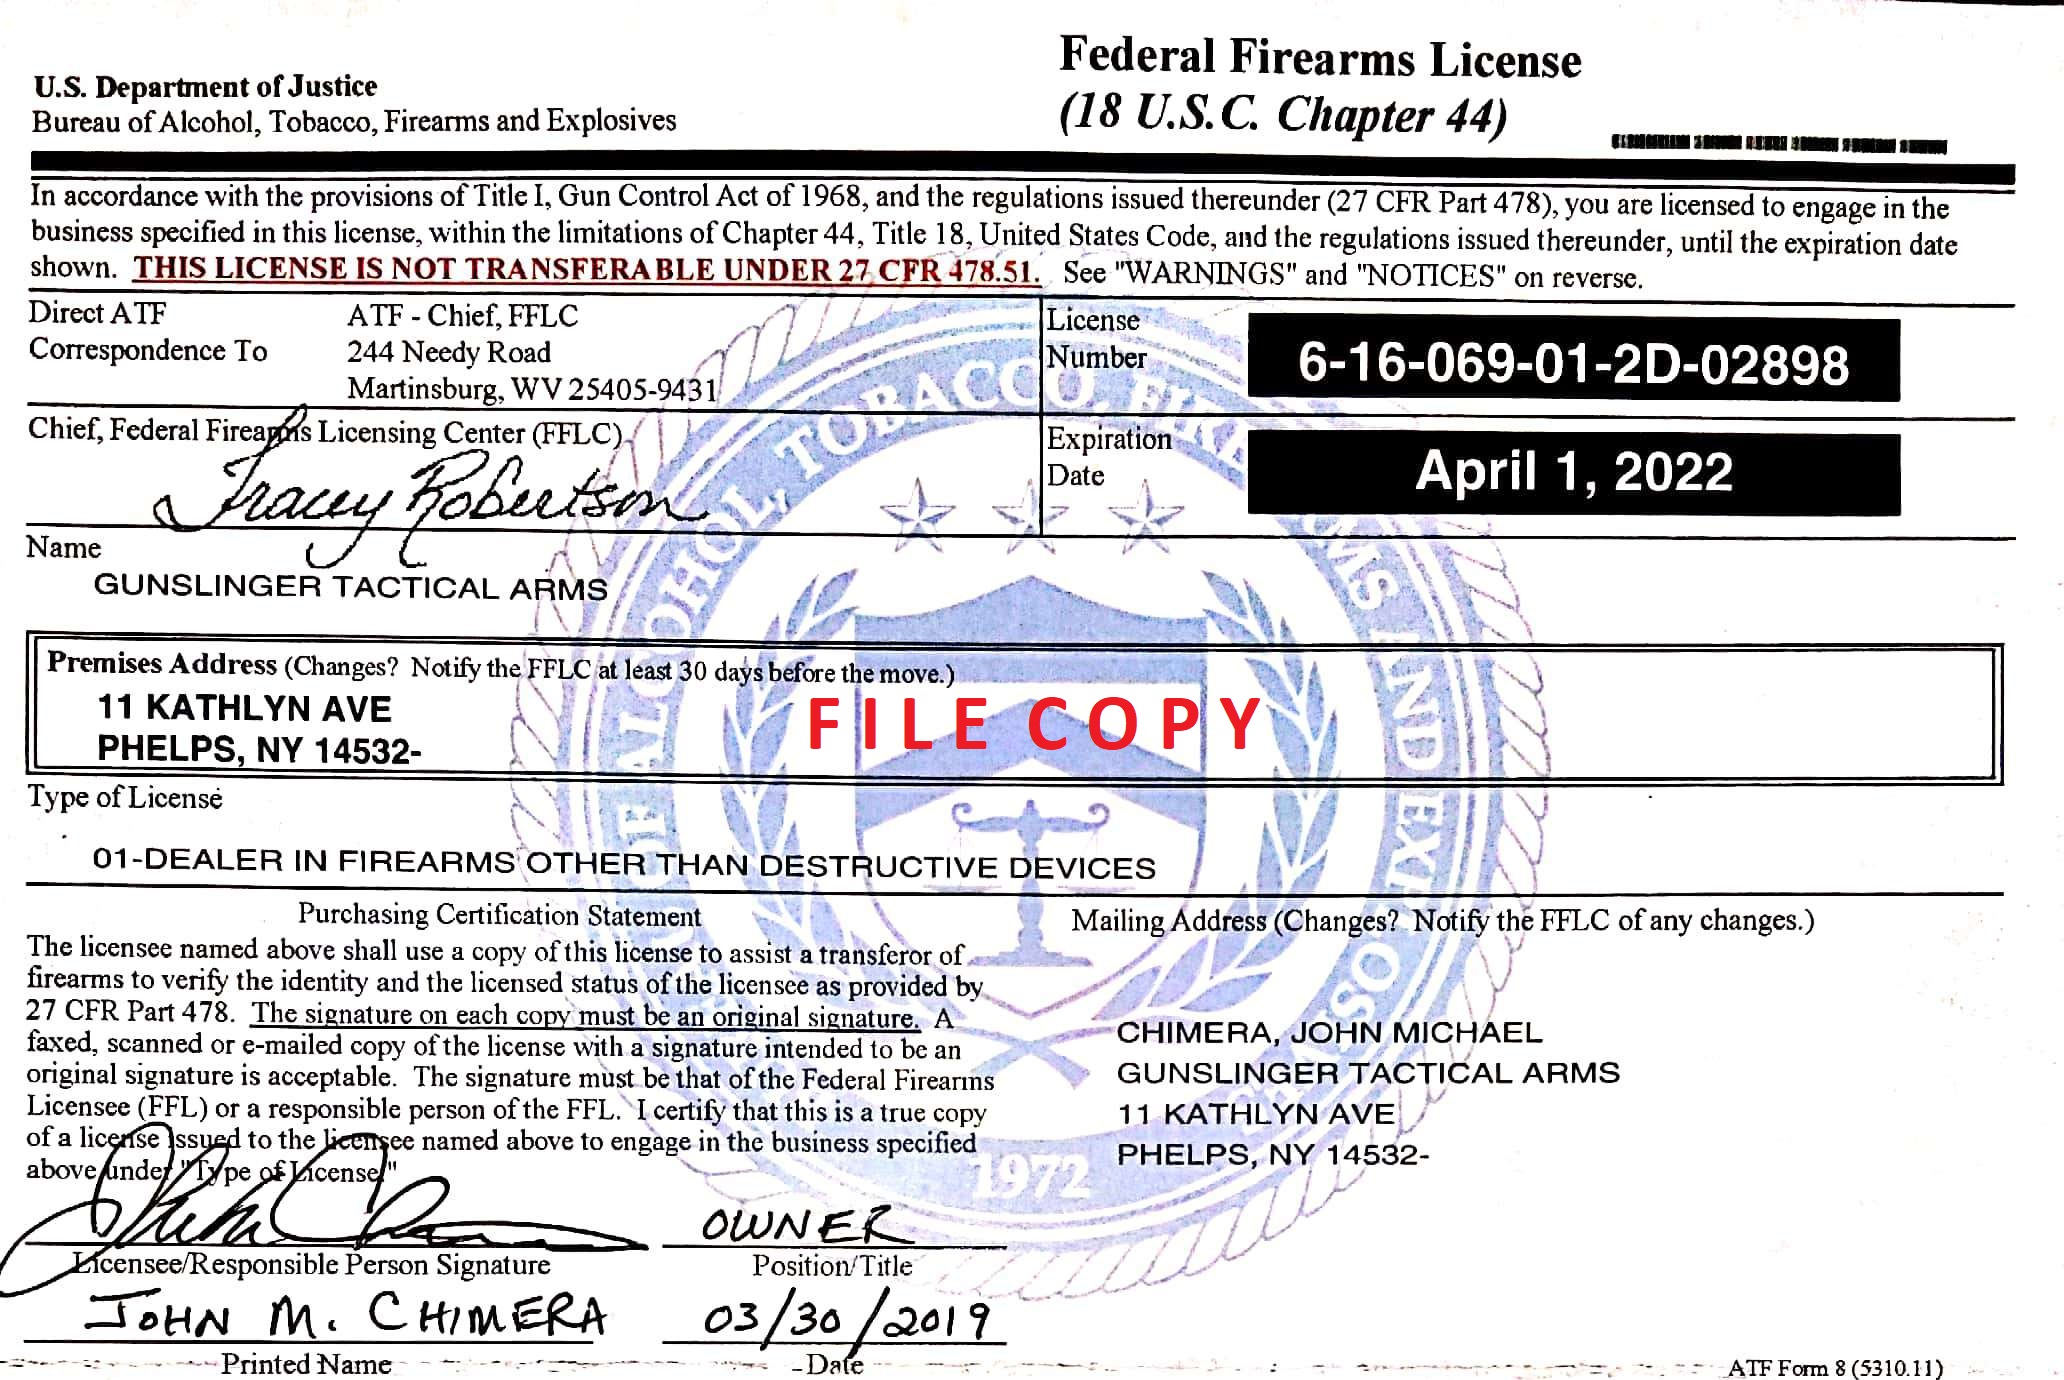 U.S. Department of Justice
Bureau of Alcohol, Tobacco, Firearms and Explosives
Federal Firearms License
(18 U.S.C. Chapter 44)
In accordance with the provisions of Title I, Gun Control Act of 1968, and the regulations issued thereunder (27 CFR Part 478), you are licensed to engage in the
business specified in this license, within the limitations of Chapter 44, Title 18, United States Code, and the regulations issued thereunder, until the expiration date
shown. THIS LICENSE IS NOT TRANSFERABLE UNDER 27 CFR 478.51. See "WARNINGS" and "NOTICES" on reverse.
Direct ATF
Correspondence To
ATF - Chief, FFLC
244 Needy Road
Martinsburg, WV 25405-9431
License
Number
6-16-069-01-2D-02898
Chief, Federal Firearms Licensing Center (FFLC)
Tracey Robertson
Expiration
Date
April 1, 2022
Name
GUNSLINGER TACTICAL ARMS
Premises Address (Changes? Notify the FFLC at least 30 days before the move.)
11 KATHLYN AVE
PHELPS, NY 14532-
FILE COPY
Type of License
01-DEALER IN FIREARMS OTHER THAN DESTRUCTIVE DEVICES
Purchasing Certification Statement
The licensee named above shall use a copy of this license to assist a transferor of
firearms to verify the identity and the licensed status of the licensee as provided by
27 CFR Part 478. The signature on each copy must be an original signature. A
faxed, scanned or e-mailed copy of the license with a signature intended to be an
original signature is acceptable. The signature must be that of the Federal Firearms
Licensee (FFL) or a responsible person of the FFL. I certify that this is a true copy
of a license issued to the licensee named above to engage in the business specified
above under "Type of License"
Mailing Address (Changes? Notify the FFLC of any changes.)
CHIMERA, JOHN MICHAEL
GUNSLINGER TACTICAL ARMS
11 KATHLYN AVE
PHELPS, NY 14532-
1972
OWNER
Licensee/Responsible Person Signature
Position/Title
JOHN M. CHIMERA
03/30/2019
Printed Name
Date
ATF Form 8 (5310.11)